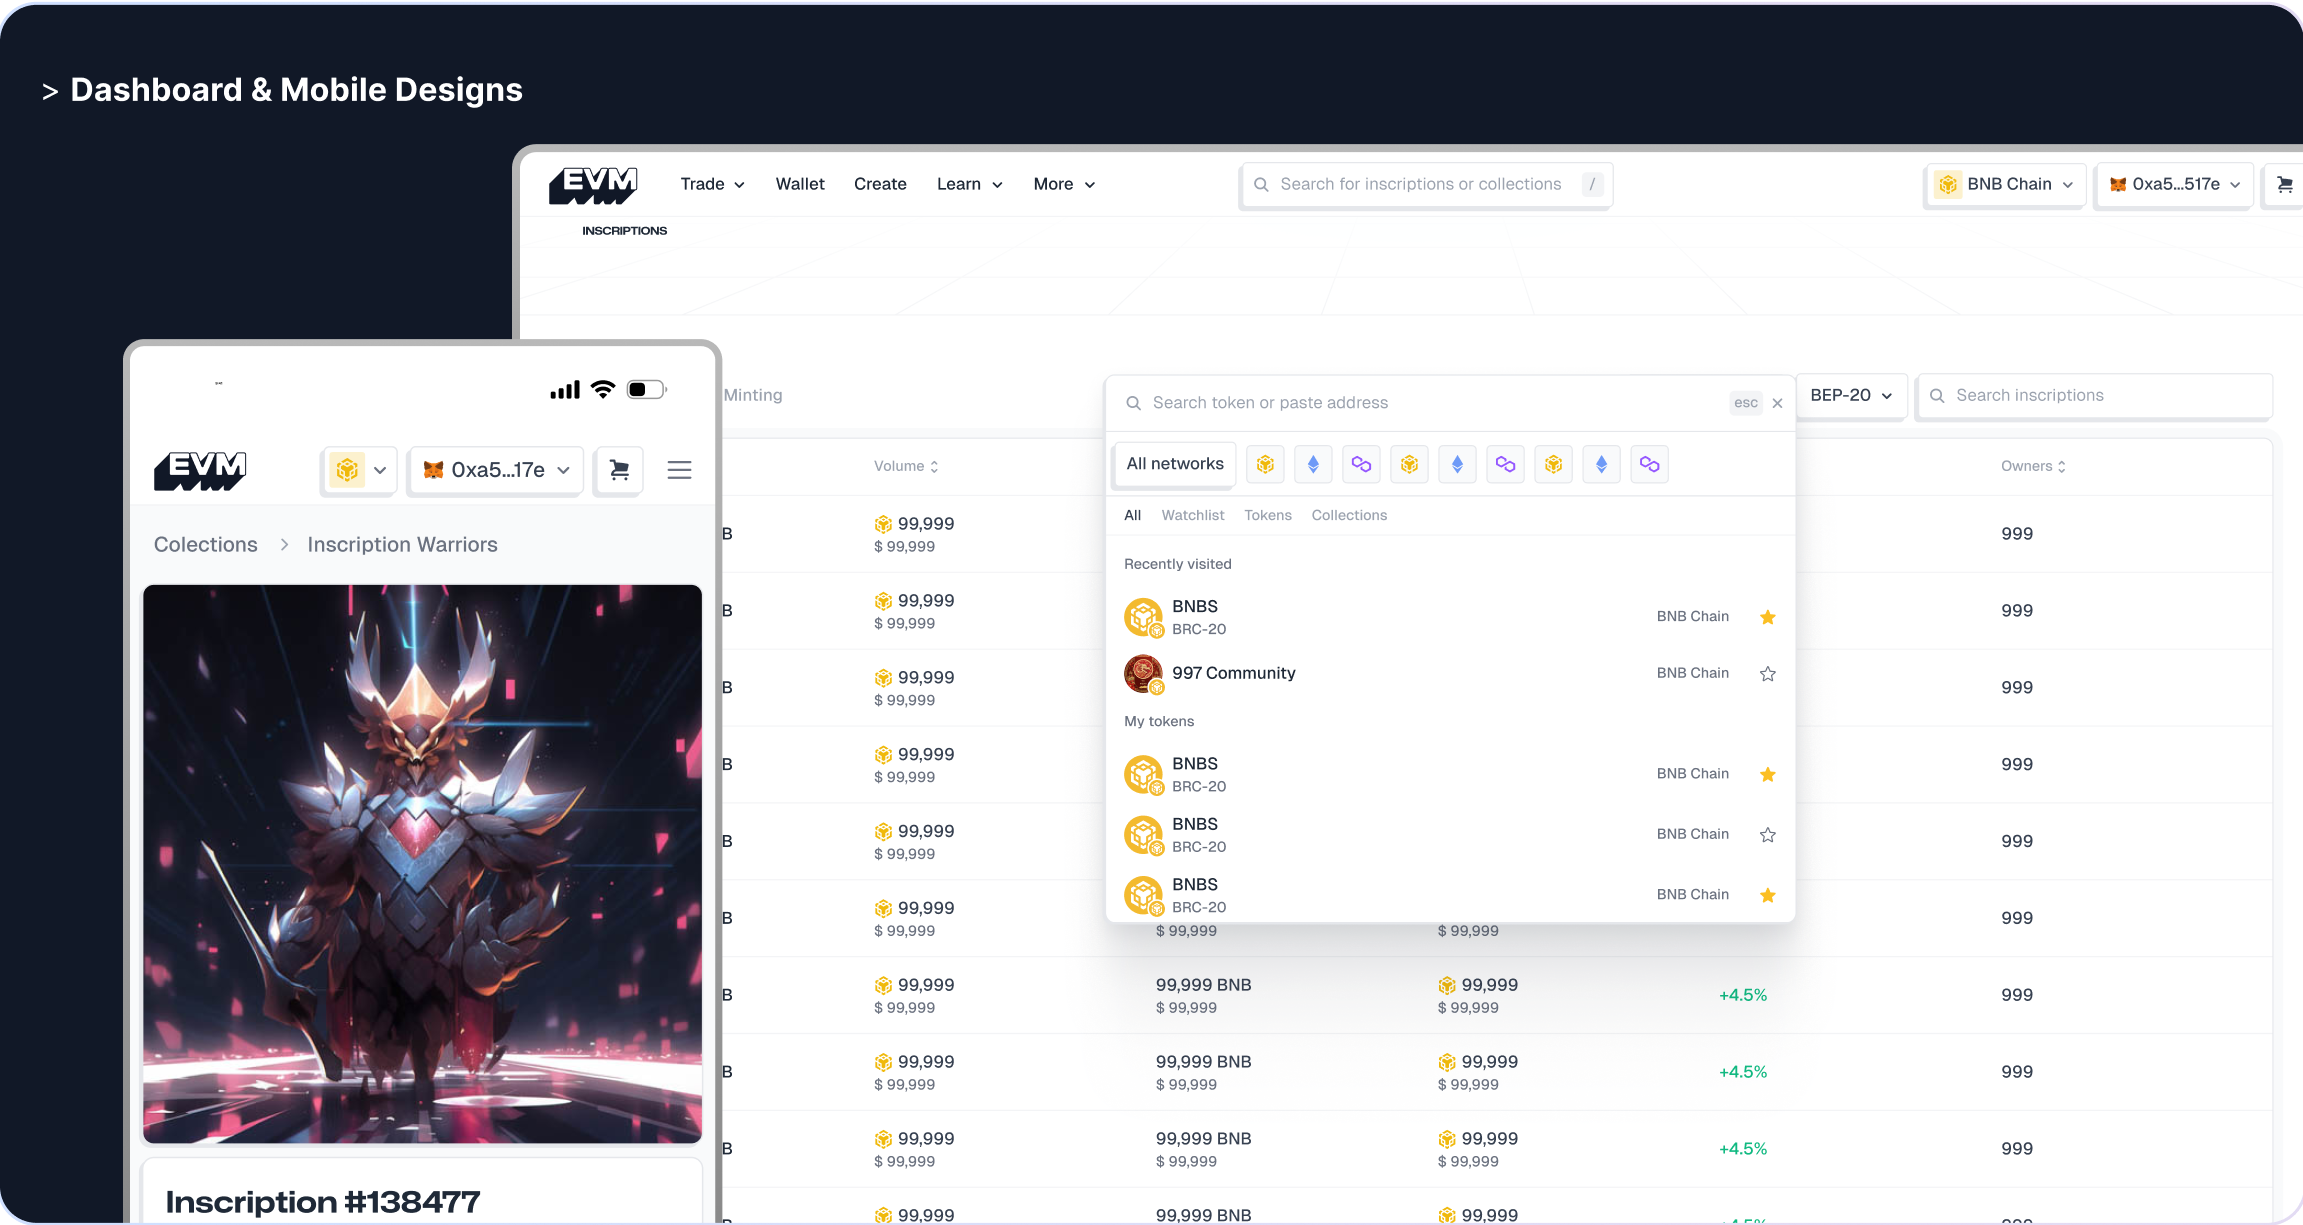 > Dashboard & Mobile Designs
EVM
Trade
Wallet
Create
Learn
More
Search for inscriptions or collections
/
BNB Chain
0xa5...517e
INSCRIPTIONS
Minting
BEP-20
Search inscriptions
Volume
Owners
B
99,999
$ 99,999
999
B
99,999
$ 99,999
999
B
99,999
$ 99,999
999
B
99,999
$ 99,999
999
B
99,999
$ 99,999
999
B
99,999
$ 99,999
$ 99,999
$ 99,999
999
B
99,999
$ 99,999
99,999 BNB
$ 99,999
99,999
$ 99,999
+4.5%
999
B
99,999
$ 99,999
99,999 BNB
$ 99,999
99,999
$ 99,999
+4.5%
999
B
99,999
$ 99,999
99,999 BNB
$ 99,999
99,999
$ 99,999
+4.5%
999
99,999
99,999 BNB
99,999
+4.5%
999
Search token or paste address
esc
All networks
All
Watchlist
Tokens
Collections
Recently visited
BNBS
BRC-20
BNB Chain
997 Community
BNB Chain
My tokens
BNBS
BRC-20
BNB Chain
BNBS
BRC-20
BNB Chain
BNBS
BRC-20
BNB Chain
EVM
0xa5...17e
Colections
Inscription Warriors
Inscription #138477